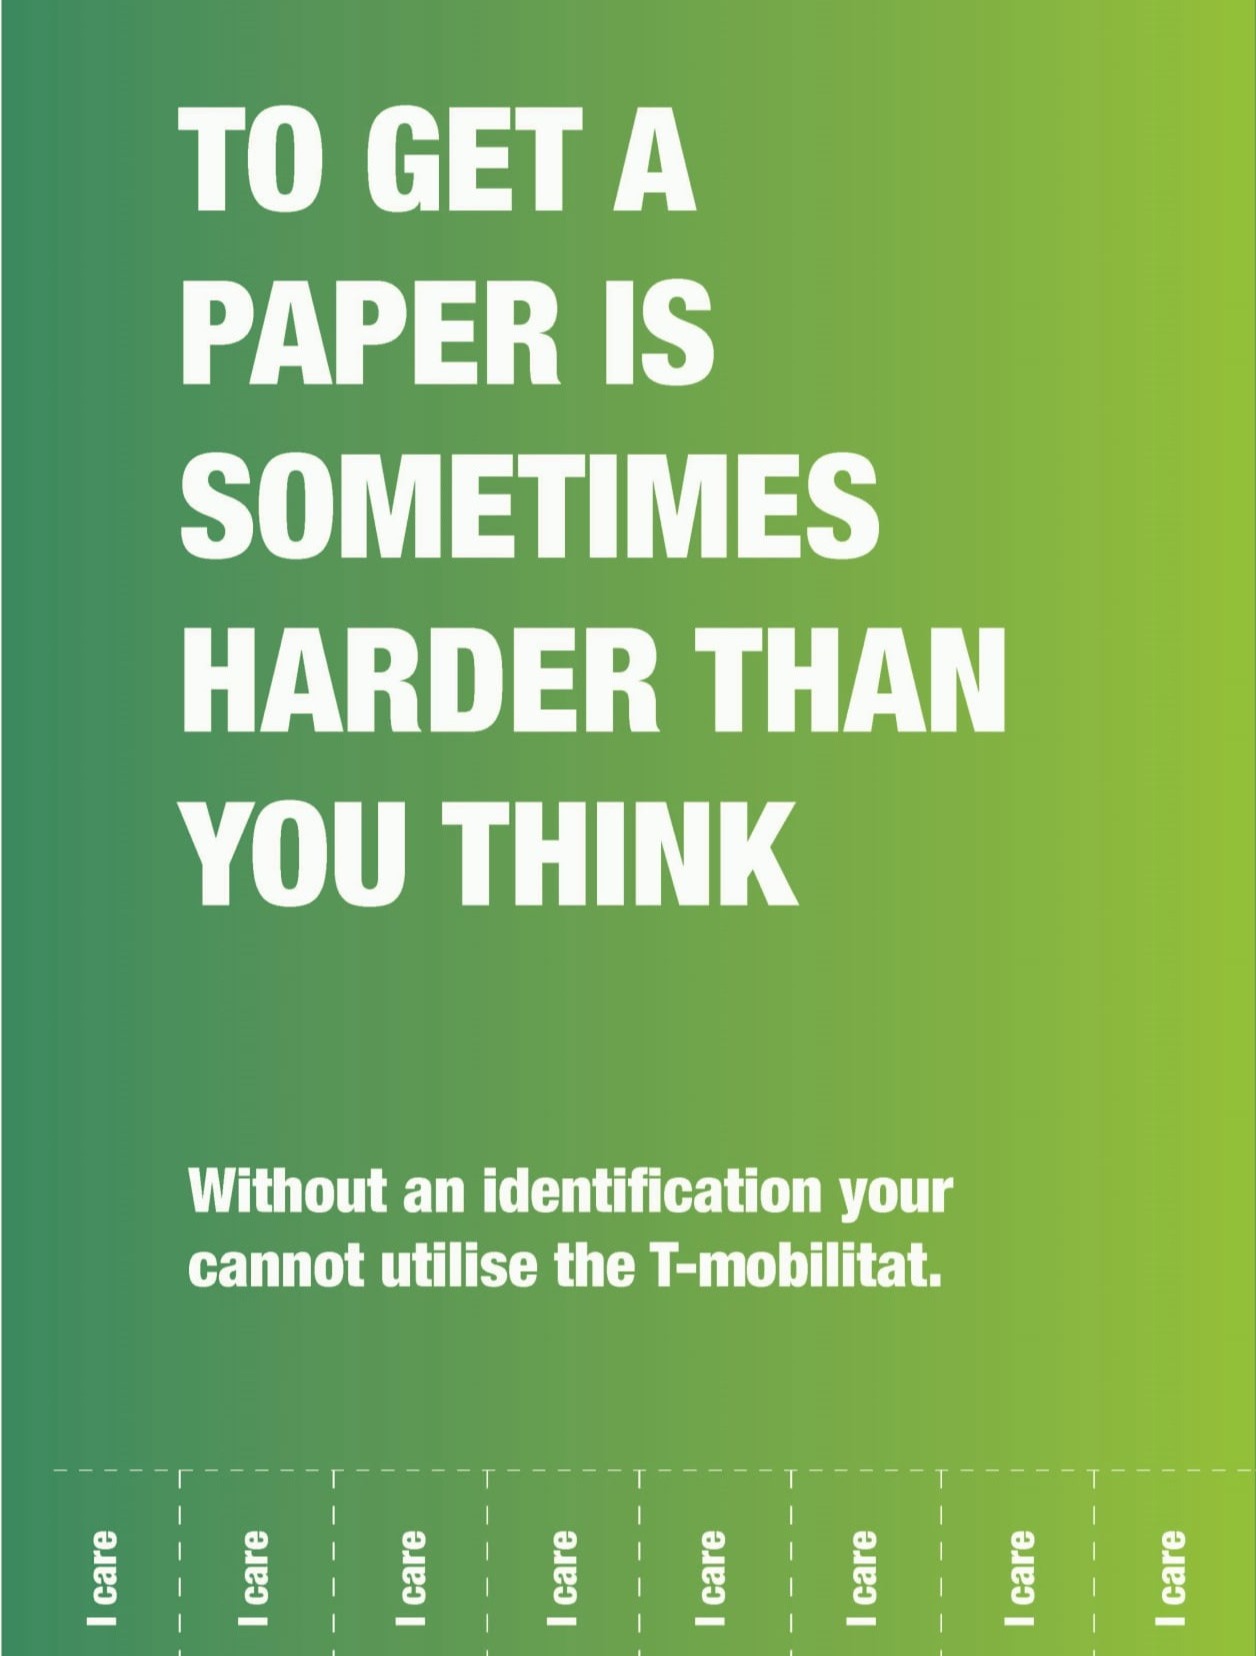 TO GET A
PAPER IS
SOMETIMES
HARDER THAN
YOU THINK
Without an identification your
cannot utilise the T-mobilitat.
I care
I care
I care
I care
I care
I care
I care
I care